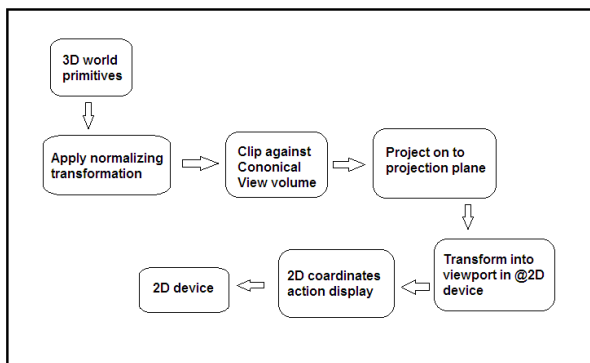 3D world
primitives
Apply normalizing
transformation
Clip against
Cononical
View volume
Project on to
projection plane
Transform into
viewport in @2D
device
2D coordinates
action display
2D device